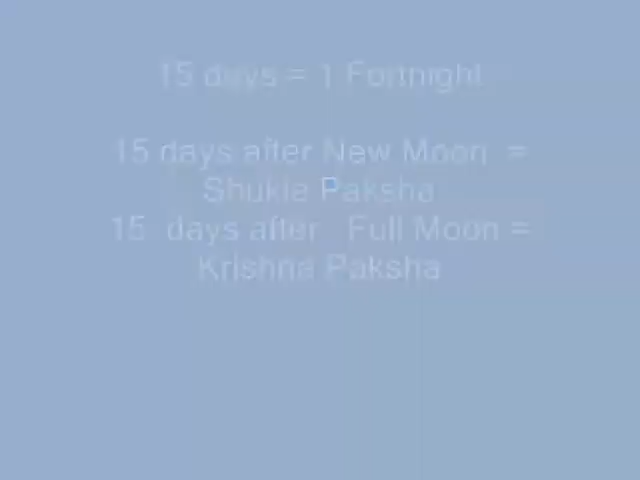 15 days = 1 Fortnight
15 days after New Moon =
Shukla Paksha
15 days after Full Moon =
Krishna Paksha